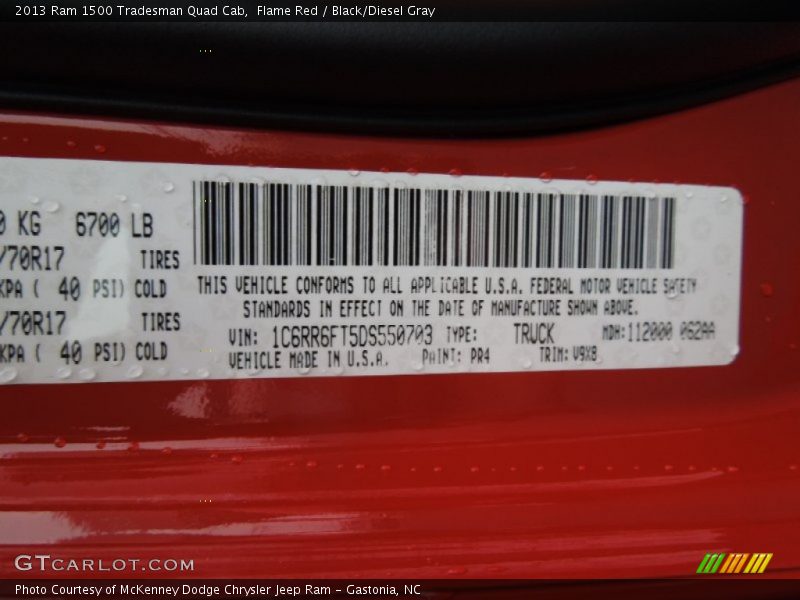 2013 Ram 1500 Tradesman Quad Cab,  Flame Red / Black/Diesel Gray
0 KG 6700 LB
/70R17 TIRES
KPA ( 40 PSI) COLD
/70R17 TIRES
KPA ( 40 PSI) COLD
THIS VEHICLE CONFORMS TO ALL APPLICABLE U.S.A. FEDERAL MOTOR VEHICLE SAFETY
STANDARDS IN EFFECT ON THE DATE OF MANUFACTURE SHOWN ABOVE.
VIN: 1C6RR6FT5DS550703 TYPE: TRUCK MDH:112000 062AA
VEHICLE MADE IN U.S.A. PAINT: PR4 TRIM: V9X8
GTCARLOT.COM
Photo Courtesy of McKenney Dodge Chrysler Jeep Ram - Gastonia, NC